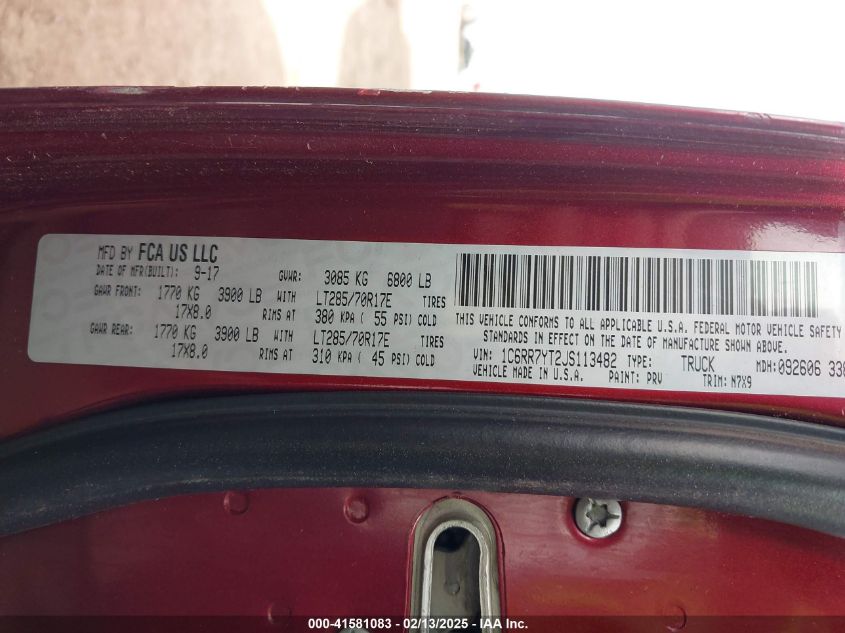 MFD BY FCA US LLC
DATE OF MFR(BUILT): 9-17 GVWR: 3085 KG 6800 LB
GAWR FRONT: 1770 KG 3900 LB WITH LT285/70R17E TIRES
17X8.0 RIMS AT 380 KPA ( 55 PSI) COLD
GAWR REAR: 1770 KG 3900 LB WITH LT285/70R17E TIRES
17X8.0 RIMS AT 310 KPA ( 45 PSI) COLD
THIS VEHICLE CONFORMS TO ALL APPLICABLE U.S.A. FEDERAL MOTOR VEHICLE SAFETY
STANDARDS IN EFFECT ON THE DATE OF MANUFACTURE SHOWN ABOVE.
VIN: 1C6RR7YT2JS113482 TYPE: TRUCK MDH:092606
VEHICLE MADE IN U.S.A. PAINT: PRV TRIM: N7X9
000-41581083 - 02/13/2025 - IAA Inc.